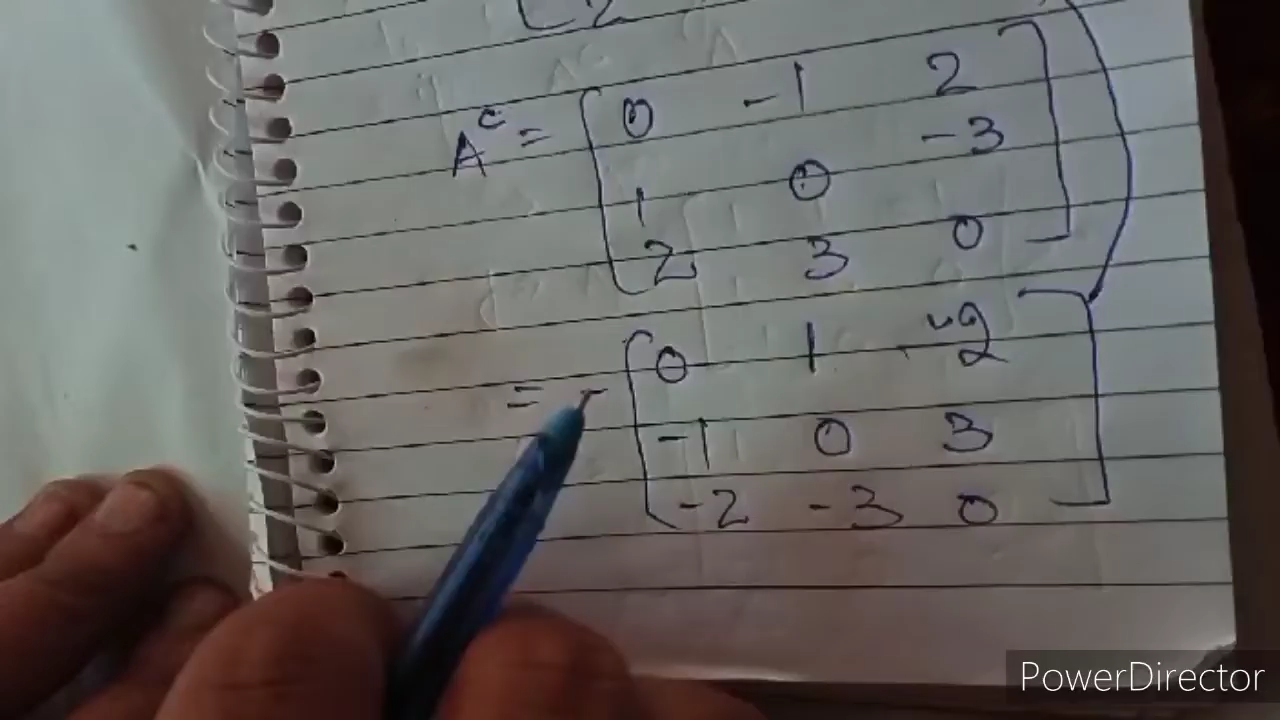 2
A^c = [ 0 -1 2
1 0 -3
2 3 0 ]
= - [ 0 1 2
-1 0 3
-2 -3 0 ]
PowerDirector